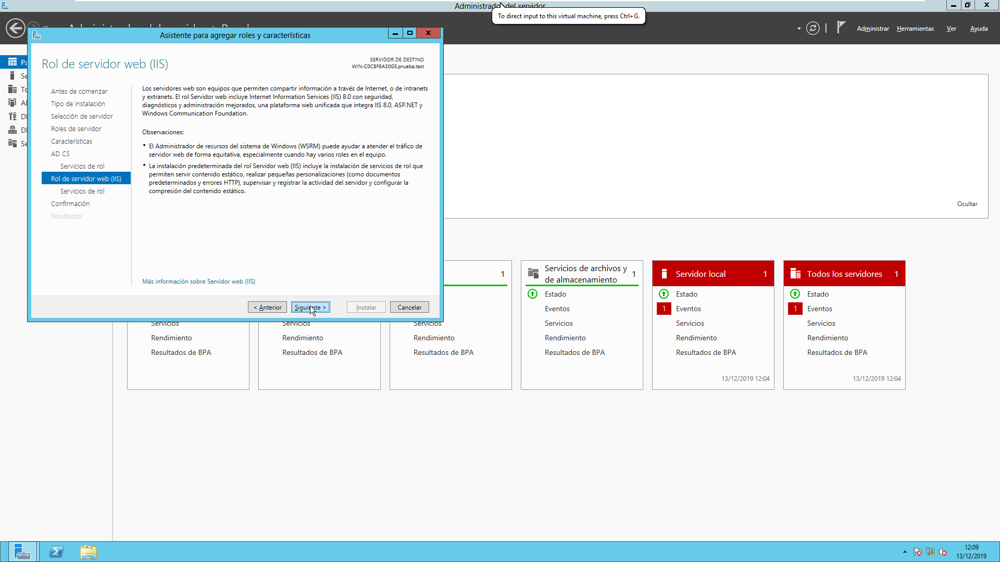 Administrador del servidor
To direct input to this virtual machine, press Ctrl+G.
Administrar
Herramientas
Ver
Ayuda
Asistente para agregar roles y características
Rol de servidor web (IIS)
SERVIDOR DE DESTINO
WIN-C0CBF6A30G5.prueba.test
Antes de comenzar
Tipo de instalación
Selección de servidor
Roles de servidor
Características
AD CS
Servicios de rol
Rol de servidor web (IIS)
Servicios de rol
Confirmación
Resultados
Los servidores web son equipos que permiten compartir información a través de Internet, o de intranets
y extranets. El rol Servidor web incluye Internet Information Services (IIS) 8.0 con seguridad,
diagnósticos y administración mejorados, una plataforma web unificada que integra IIS 8.0, ASP.NET y
Windows Communication Foundation.
Observaciones:
• El Administrador de recursos del sistema de Windows (WSRM) puede ayudar a atender el tráfico de
servidor web de forma equitativa, especialmente cuando hay varios roles en el equipo.
• La instalación predeterminada del rol Servidor web (IIS) incluye la instalación de servicios de rol que
permiten servir contenido estático, realizar pequeñas personalizaciones (como documentos
predeterminados y errores HTTP), supervisar y registrar la actividad del servidor y configurar la
compresión del contenido estático.
Más información sobre Servidor web (IIS)
< Anterior
Siguiente >
Instalar
Cancelar
Ocultar
Servicios
Rendimiento
Resultados de BPA
Servicios
Rendimiento
Resultados de BPA
1
Servicios
Rendimiento
Resultados de BPA
Servicios de archivos y
de almacenamiento
1
Estado
Eventos
Servicios
Rendimiento
Resultados de BPA
Servidor local 1
Estado
1 Eventos
Servicios
Rendimiento
Resultados de BPA
13/12/2019 12:04
Todos los servidores 1
Estado
1 Eventos
Servicios
Rendimiento
Resultados de BPA
13/12/2019 12:04
12:09
13/12/2019